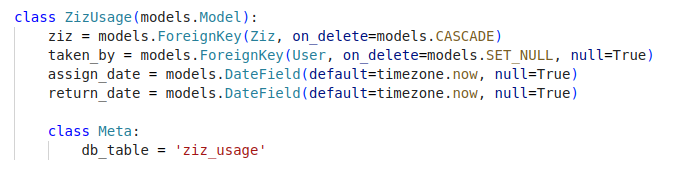 class ZizUsage(models.Model):
    ziz = models.ForeignKey(Ziz, on_delete=models.CASCADE)
    taken_by = models.ForeignKey(User, on_delete=models.SET_NULL, null=True)
    assign_date = models.DateField(default=timezone.now, null=True)
    return_date = models.DateField(default=timezone.now, null=True)
    class Meta:
        db_table = 'ziz_usage'